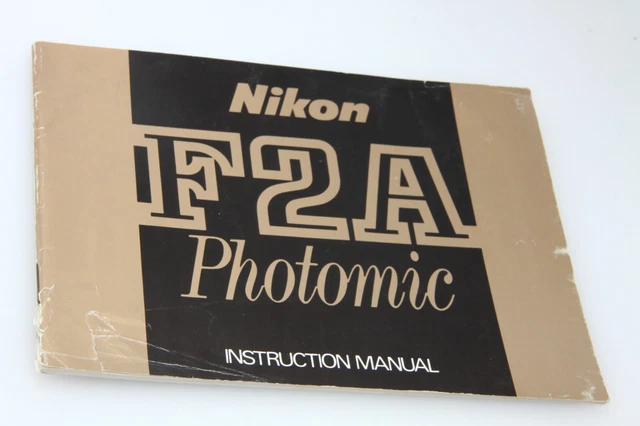 Nikon
F2A
Photomic
INSTRUCTION MANUAL